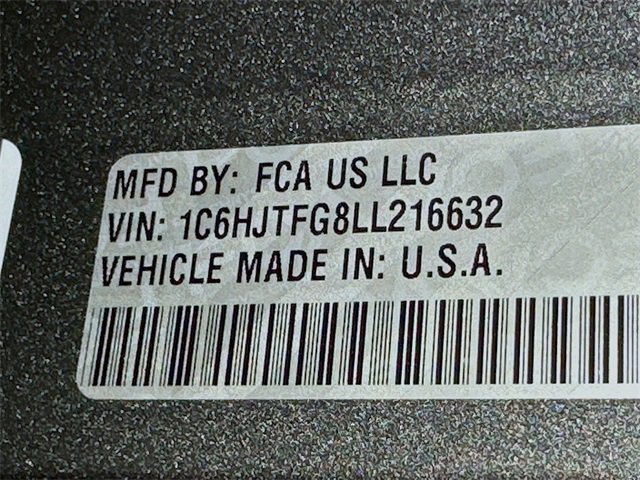 MFD BY: FCA US LLC
VIN: 1C6HJTFG8LL216632
VEHICLE MADE IN: U.S.A.